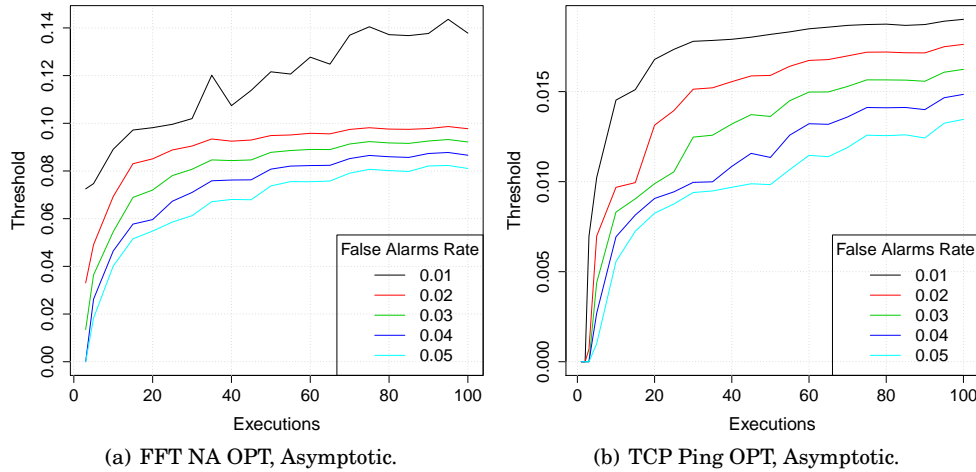 0.00 0.02 0.04 0.06 0.08 0.10 0.12 0.14
Threshold
False Alarms Rate
0.01
0.02
0.03
0.04
0.05
0 20 40 60 80 100
Executions
(a) FFT NA OPT, Asymptotic.
0.000 0.005 0.010 0.015
Threshold
False Alarms Rate
0.01
0.02
0.03
0.04
0.05
0 20 40 60 80 100
Executions
(b) TCP Ping OPT, Asymptotic.